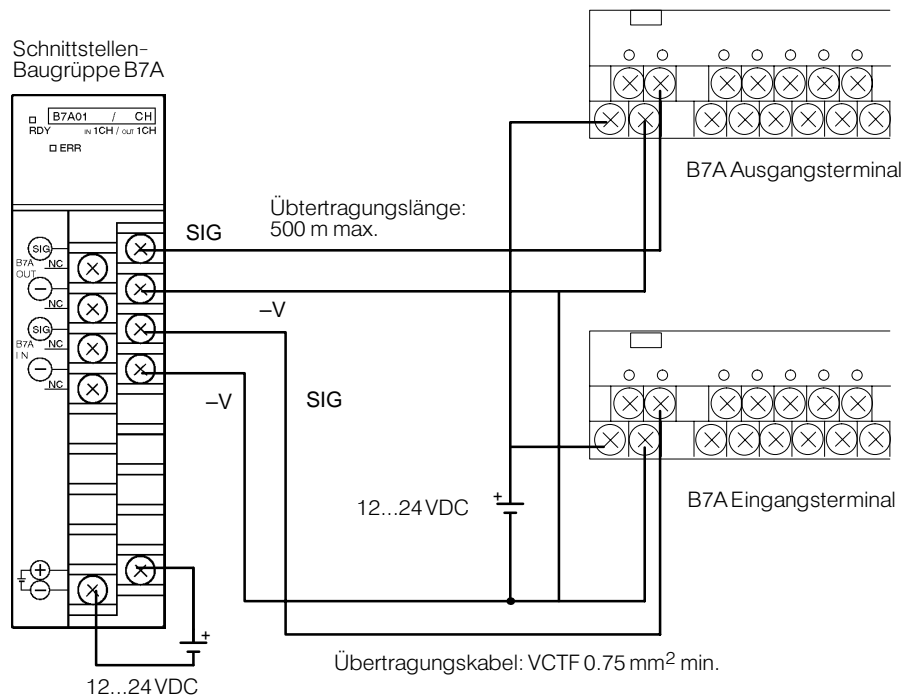 Schnittstellen-
Baugrüppe B7A
B7A01 / CH
RDY
IN 1CH / OUT 1CH
ERR
B7A Ausgangsterminal
Übtertragungslänge:
500 m max.
SIG
SIG
B7A
OUT
NC
–
NC
–V
SIG
B7A
IN
NC
–
NC
–V
SIG
+
12...24 VDC
B7A Eingangsterminal
+
–
+
Übertragungskabel: VCTF 0.75 mm² min.
12...24 VDC